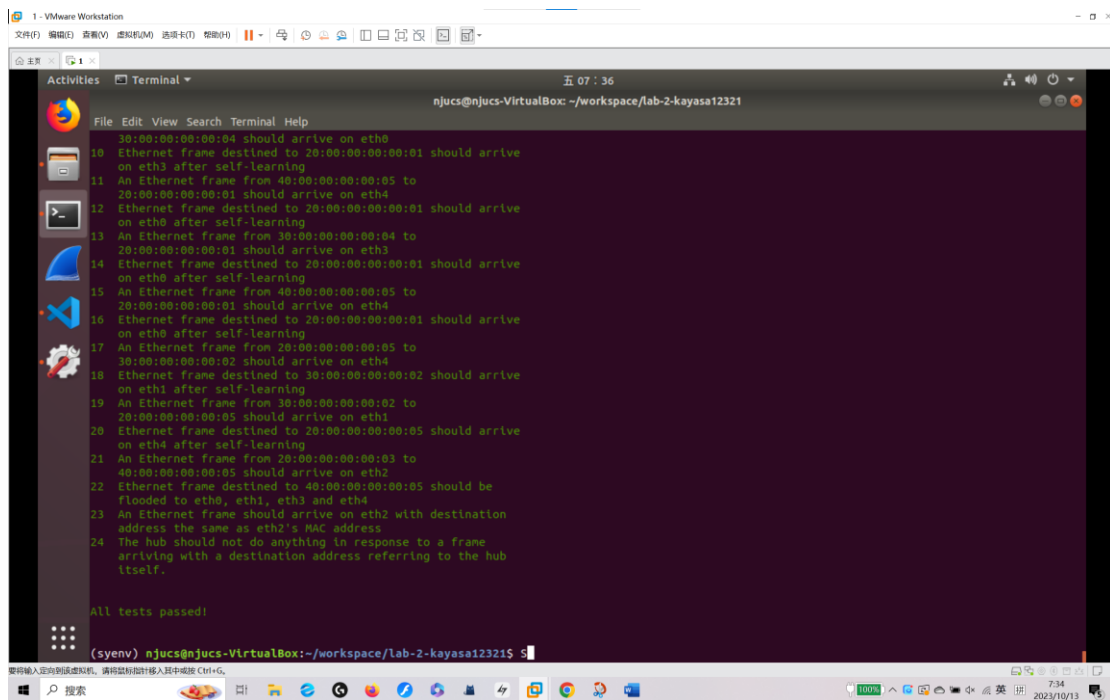 1 - VMware Workstation
文件(F) 编辑(E) 查看(V) 虚拟机(M) 选项卡(T) 帮助(H)
主页 1
Activities Terminal 五 07：36
njucs@njucs-VirtualBox: ~/workspace/lab-2-kayasa12321
File Edit View Search Terminal Help
30:00:00:00:00:04 should arrive on eth0
10 Ethernet frame destined to 20:00:00:00:00:01 should arrive
on eth3 after self-learning
11 An Ethernet frame from 40:00:00:00:00:05 to
20:00:00:00:00:01 should arrive on eth4
12 Ethernet frame destined to 20:00:00:00:00:01 should arrive
on eth0 after self-learning
13 An Ethernet frame from 30:00:00:00:00:04 to
20:00:00:00:00:01 should arrive on eth3
14 Ethernet frame destined to 20:00:00:00:00:01 should arrive
on eth0 after self-learning
15 An Ethernet frame from 40:00:00:00:00:05 to
20:00:00:00:00:01 should arrive on eth4
16 Ethernet frame destined to 20:00:00:00:00:01 should arrive
on eth0 after self-learning
17 An Ethernet frame from 20:00:00:00:00:05 to
30:00:00:00:00:02 should arrive on eth4
18 Ethernet frame destined to 30:00:00:00:00:02 should arrive
on eth1 after self-learning
19 An Ethernet frame from 30:00:00:00:00:02 to
20:00:00:00:00:05 should arrive on eth1
20 Ethernet frame destined to 20:00:00:00:00:05 should arrive
on eth4 after self-learning
21 An Ethernet frame from 20:00:00:00:00:03 to
40:00:00:00:00:05 should arrive on eth2
22 Ethernet frame destined to 40:00:00:00:00:05 should be
flooded to eth0, eth1, eth3 and eth4
23 An Ethernet frame should arrive on eth2 with destination
address the same as eth2's MAC address
24 The hub should not do anything in response to a frame
arriving with a destination address referring to the hub
itself.
All tests passed!
(syenv) njucs@njucs-VirtualBox:~/workspace/lab-2-kayasa12321$ S
要将输入定向到该虚拟机，请将鼠标指针移入其中或按 Ctrl+G。
搜索 100% 英 拼 7:34
2023/10/13